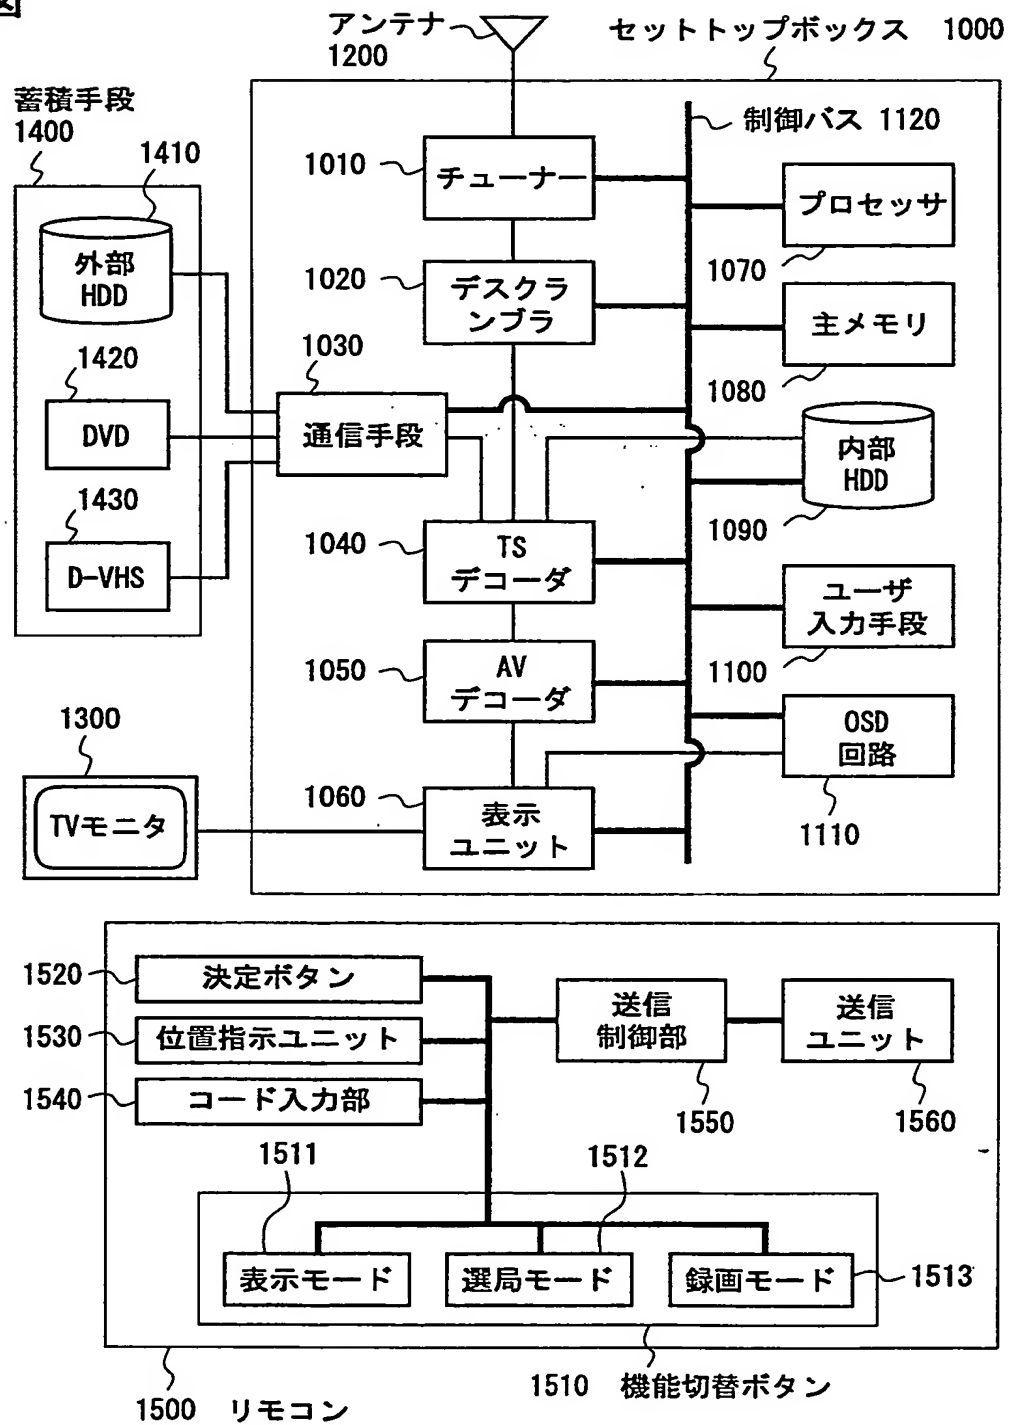 図
アンテナ
1200
セットトップボックス 1000
蓄積手段
1400
1410
外部
HDD
1420
DVD
1430
D-VHS
1300
TVモニタ
制御バス 1120
1010
チューナー
1020
デスクラ
ンブラ
1030
通信手段
1040
TS
デコーダ
1050
AV
デコーダ
1060
表示
ユニット
プロセッサ
1070
主メモリ
1080
内部
HDD
1090
ユーザ
入力手段
1100
OSD
回路
1110
1520
決定ボタン
1530
位置指示ユニット
1540
コード入力部
送信
制御部
1550
送信
ユニット
1560
1511
表示モード
1512
選局モード
録画モード
1513
1510 機能切替ボタン
1500 リモコン